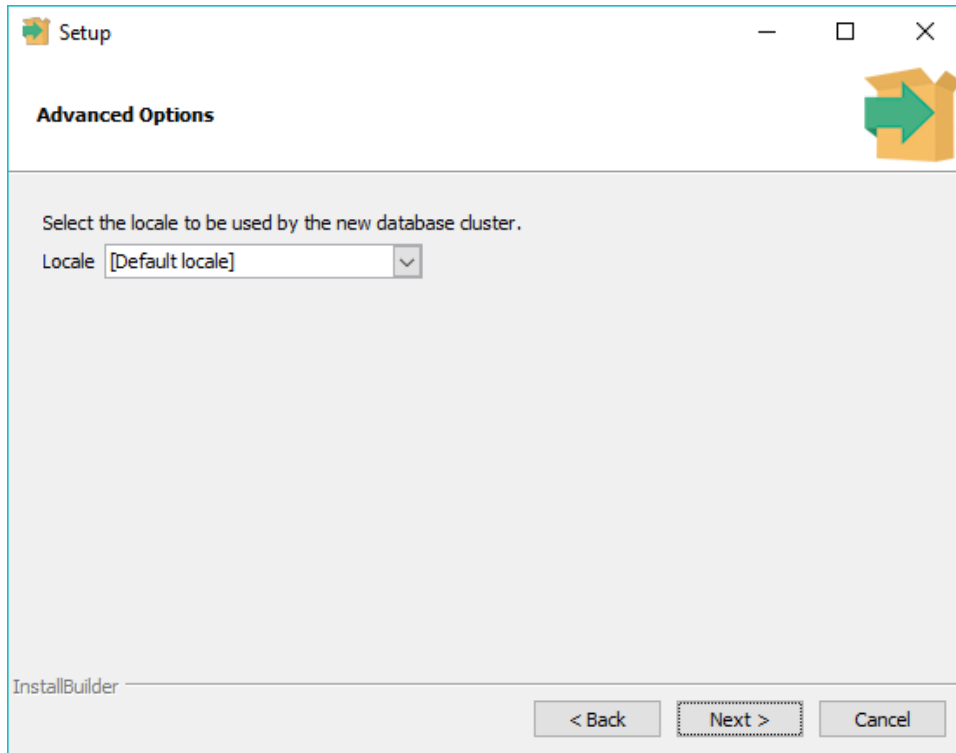 Setup
Advanced Options
Select the locale to be used by the new database cluster.
Locale [Default locale]
InstallBuilder
< Back Next > Cancel